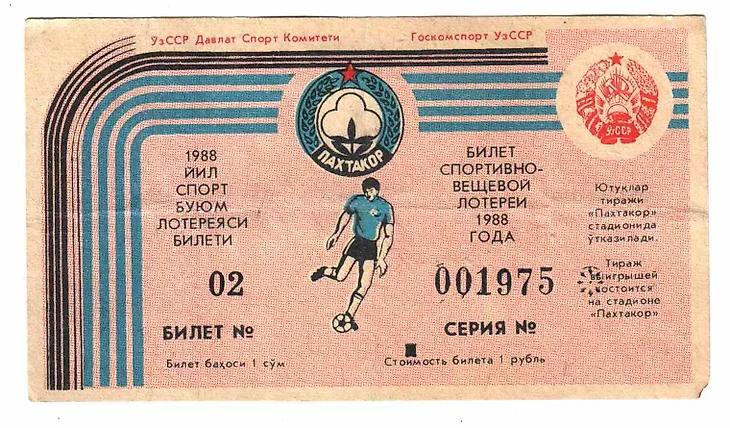 УзССР Давлат Спорт Комитети
Госкомспорт УзССР
ПАХТАКОР
УзССР
1988
ЙИЛ
СПОРТ
БУЮМ
ЛОТЕРЕЯСИ
БИЛЕТИ
02
БИЛЕТ №
Билет баҳоси 1 сўм
БИЛЕТ
СПОРТИВНО-
ВЕЩЕВОЙ
ЛОТЕРЕИ
1988
ГОДА
001975
СЕРИЯ №
Стоимость билета 1 рубль
Ютуқлар
тиражи
«Пахтакор»
стадионида
ўтказилади.
Тираж
выигрышей
состоится
на стадионе
"Пахтакор"